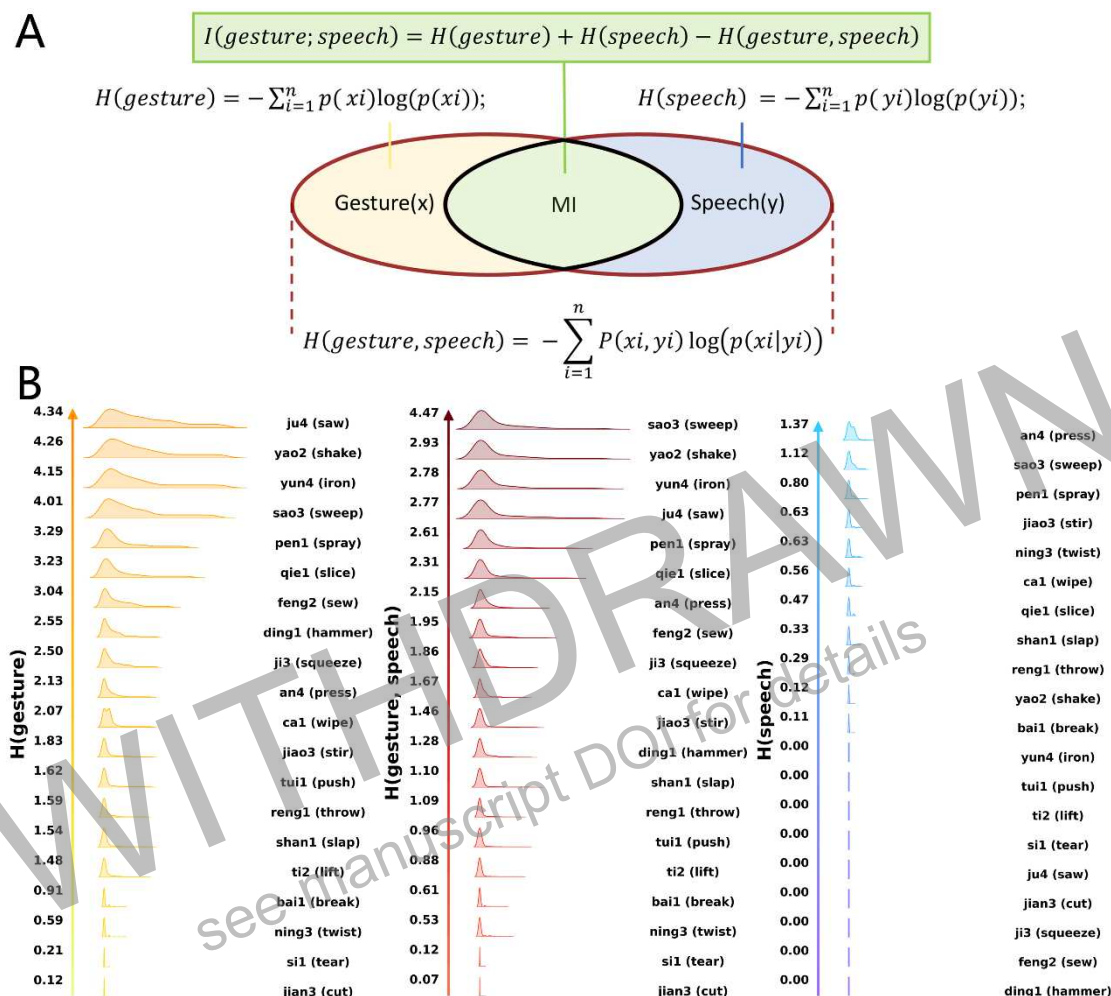 A
I(gesture; speech) = H(gesture) + H(speech) − H(gesture, speech)
H(gesture) = −∑ⁿᵢ₌₁ p( xi)log(p(xi));
H(speech) = −∑ⁿᵢ₌₁ p( yi)log(p(yi));
Gesture(x)
MI
Speech(y)
H(gesture, speech) = −∑ⁿᵢ₌₁ P(xi, yi) log(p(xi|yi))
B
H(gesture)
4.34 ju4 (saw)
4.26 yao2 (shake)
4.15 yun4 (iron)
4.01 sao3 (sweep)
3.29 pen1 (spray)
3.23 qie1 (slice)
3.04 feng2 (sew)
2.55 ding1 (hammer)
2.50 ji3 (squeeze)
2.13 an4 (press)
2.07 ca1 (wipe)
1.83 jiao3 (stir)
1.62 tui1 (push)
1.59 reng1 (throw)
1.54 shan1 (slap)
1.48 ti2 (lift)
0.91 bai1 (break)
0.59 ning3 (twist)
0.21 si1 (tear)
0.12 jian3 (cut)
H(gesture, speech)
4.47 sao3 (sweep)
2.93 yao2 (shake)
2.78 yun4 (iron)
2.77 ju4 (saw)
2.61 pen1 (spray)
2.31 qie1 (slice)
2.15 an4 (press)
1.95 feng2 (sew)
1.86 ji3 (squeeze)
1.67 ca1 (wipe)
1.46 jiao3 (stir)
1.28 ding1 (hammer)
1.10 shan1 (slap)
1.09 reng1 (throw)
0.96 tui1 (push)
0.88 ti2 (lift)
0.61 bai1 (break)
0.53 ning3 (twist)
0.12 si1 (tear)
0.07 jian3 (cut)
H(speech)
1.37 an4 (press)
1.12 sao3 (sweep)
0.80 pen1 (spray)
0.63 jiao3 (stir)
0.63 ning3 (twist)
0.56 ca1 (wipe)
0.47 qie1 (slice)
0.33 shan1 (slap)
0.29 reng1 (throw)
0.12 yao2 (shake)
0.11 bai1 (break)
0.00 yun4 (iron)
0.00 tui1 (push)
0.00 ti2 (lift)
0.00 si1 (tear)
0.00 ju4 (saw)
0.00 jian3 (cut)
0.00 ji3 (squeeze)
0.00 feng2 (sew)
0.00 ding1 (hammer)
WITHDRAWN
see manuscript DOI for details